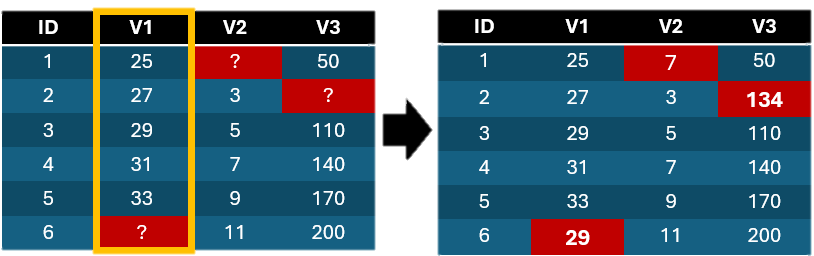 ID V1 V2 V3
1 25 ? 50
2 27 3 ?
3 29 5 110
4 31 7 140
5 33 9 170
6 ? 11 200
ID V1 V2 V3
1 25 7 50
2 27 3 134
3 29 5 110
4 31 7 140
5 33 9 170
6 29 11 200